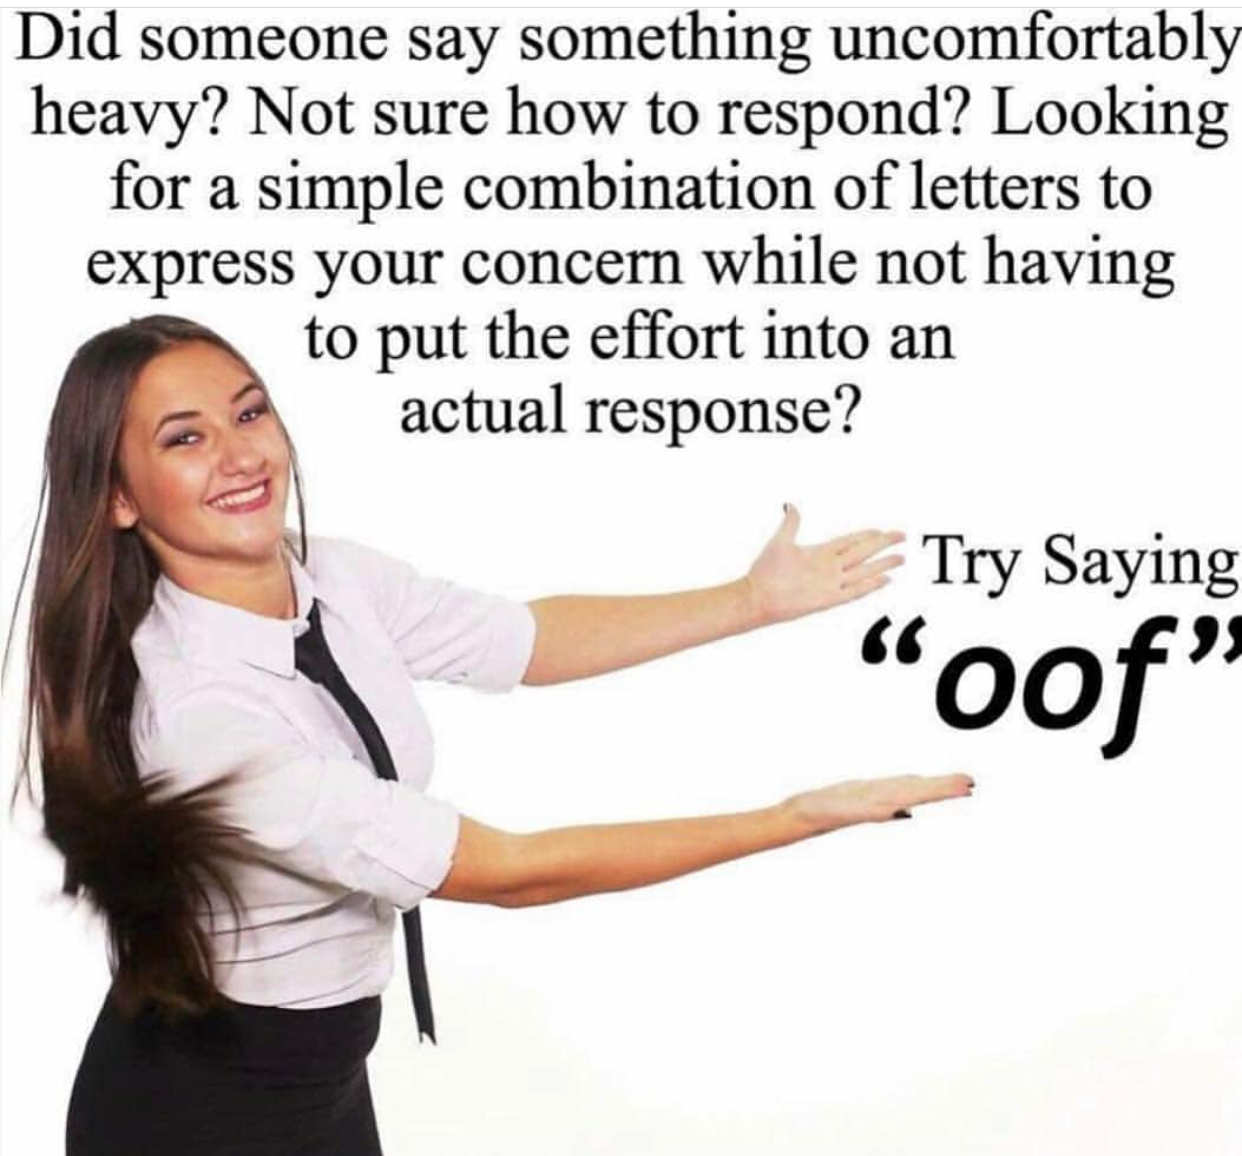 Did someone say something uncomfortably
heavy? Not sure how to respond? Looking
for a simple combination of letters to
express your concern while not having
to put the effort into an
actual response?
Try Saying
“oof”